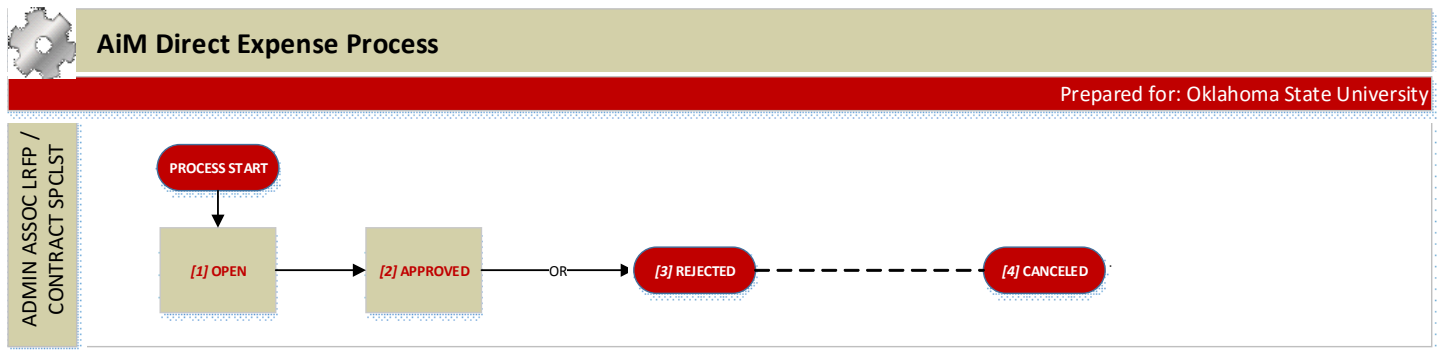 AiM Direct Expense Process
Prepared for: Oklahoma State University
ADMIN ASSOC LRFP /
CONTRACT SPCLST
PROCESS START
[1] OPEN
[2] APPROVED
OR
[3] REJECTED
[4] CANCELED